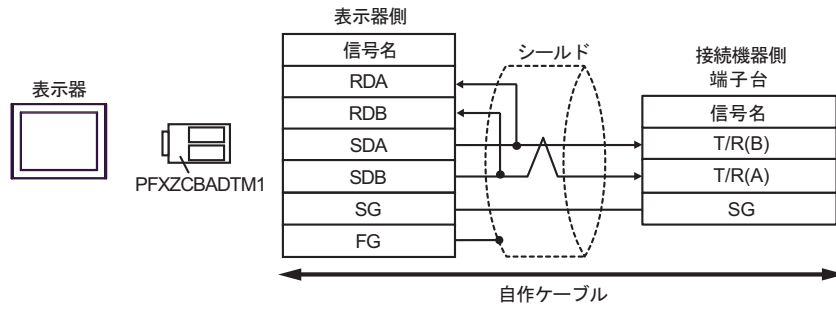 表示器
PFXZCBADTM1
表示器側
信号名
RDA
RDB
SDA
SDB
SG
FG
シールド
接続機器側
端子台
信号名
T/R(B)
T/R(A)
SG
自作ケーブル